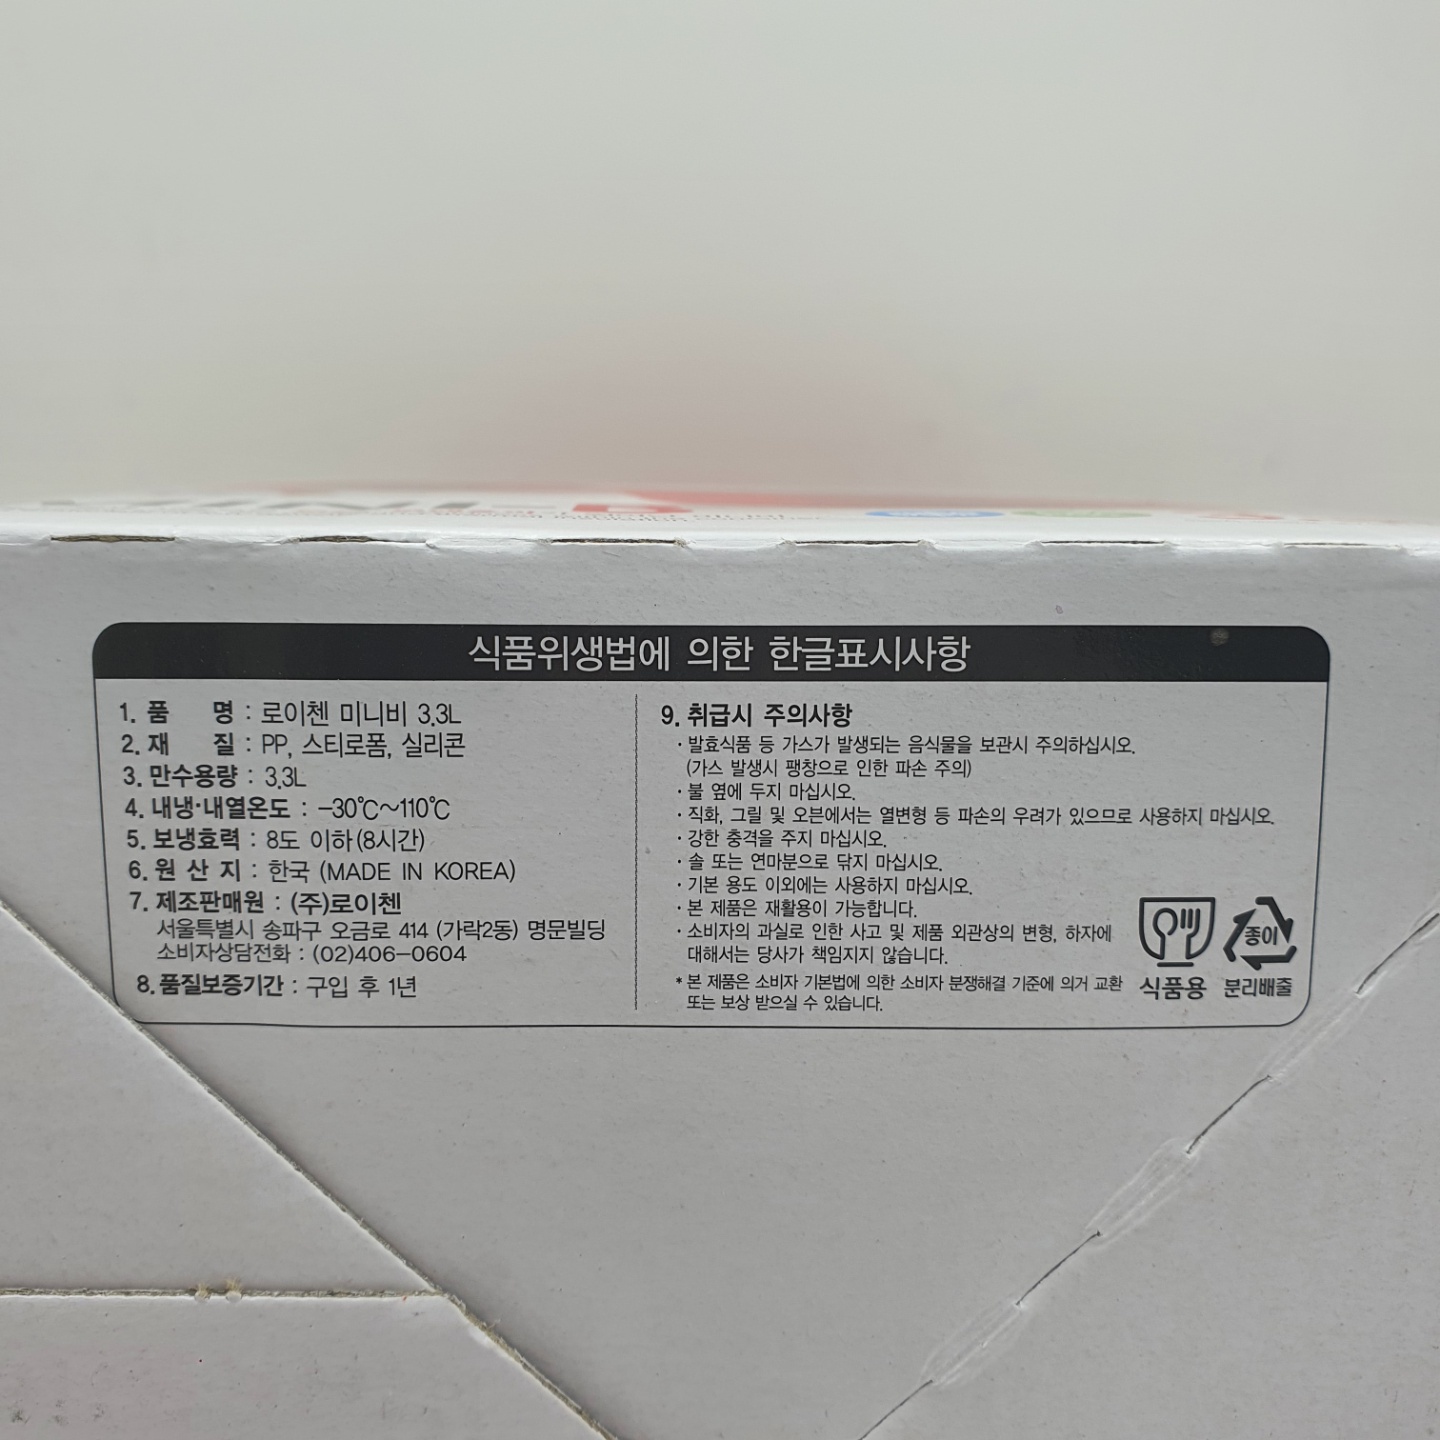 식품위생법에 의한 한글표시사항
1. 품 명 : 로이첸 미니비 3.3L
2. 재 질 : PP, 스티로폼, 실리콘
3. 만수용량 : 3.3L
4. 내냉·내열온도 : -30℃~110℃
5. 보냉효력 : 8도 이하(8시간)
6. 원 산 지 : 한국 (MADE IN KOREA)
7. 제조판매원 : (주)로이첸
서울특별시 송파구 오금로 414 (가락2동) 명문빌딩
소비자상담전화 : (02)406-0604
8. 품질보증기간 : 구입 후 1년
9. 취급시 주의사항
· 발효식품 등 가스가 발생되는 음식물을 보관시 주의하십시오.
(가스 발생시 팽창으로 인한 파손 주의)
· 불 옆에 두지 마십시오.
· 직화, 그릴 및 오븐에서는 열변형 등 파손의 우려가 있으므로 사용하지 마십시오.
· 강한 충격을 주지 마십시오.
· 솔 또는 연마분으로 닦지 마십시오.
· 기본 용도 이외에는 사용하지 마십시오.
· 본 제품은 재활용이 가능합니다.
· 소비자의 과실로 인한 사고 및 제품 외관상의 변형, 하자에
대해서는 당사가 책임지지 않습니다.
* 본 제품은 소비자 기본법에 의한 소비자 분쟁해결 기준에 의거 교환
또는 보상 받으실 수 있습니다.
식품용
종이
분리배출